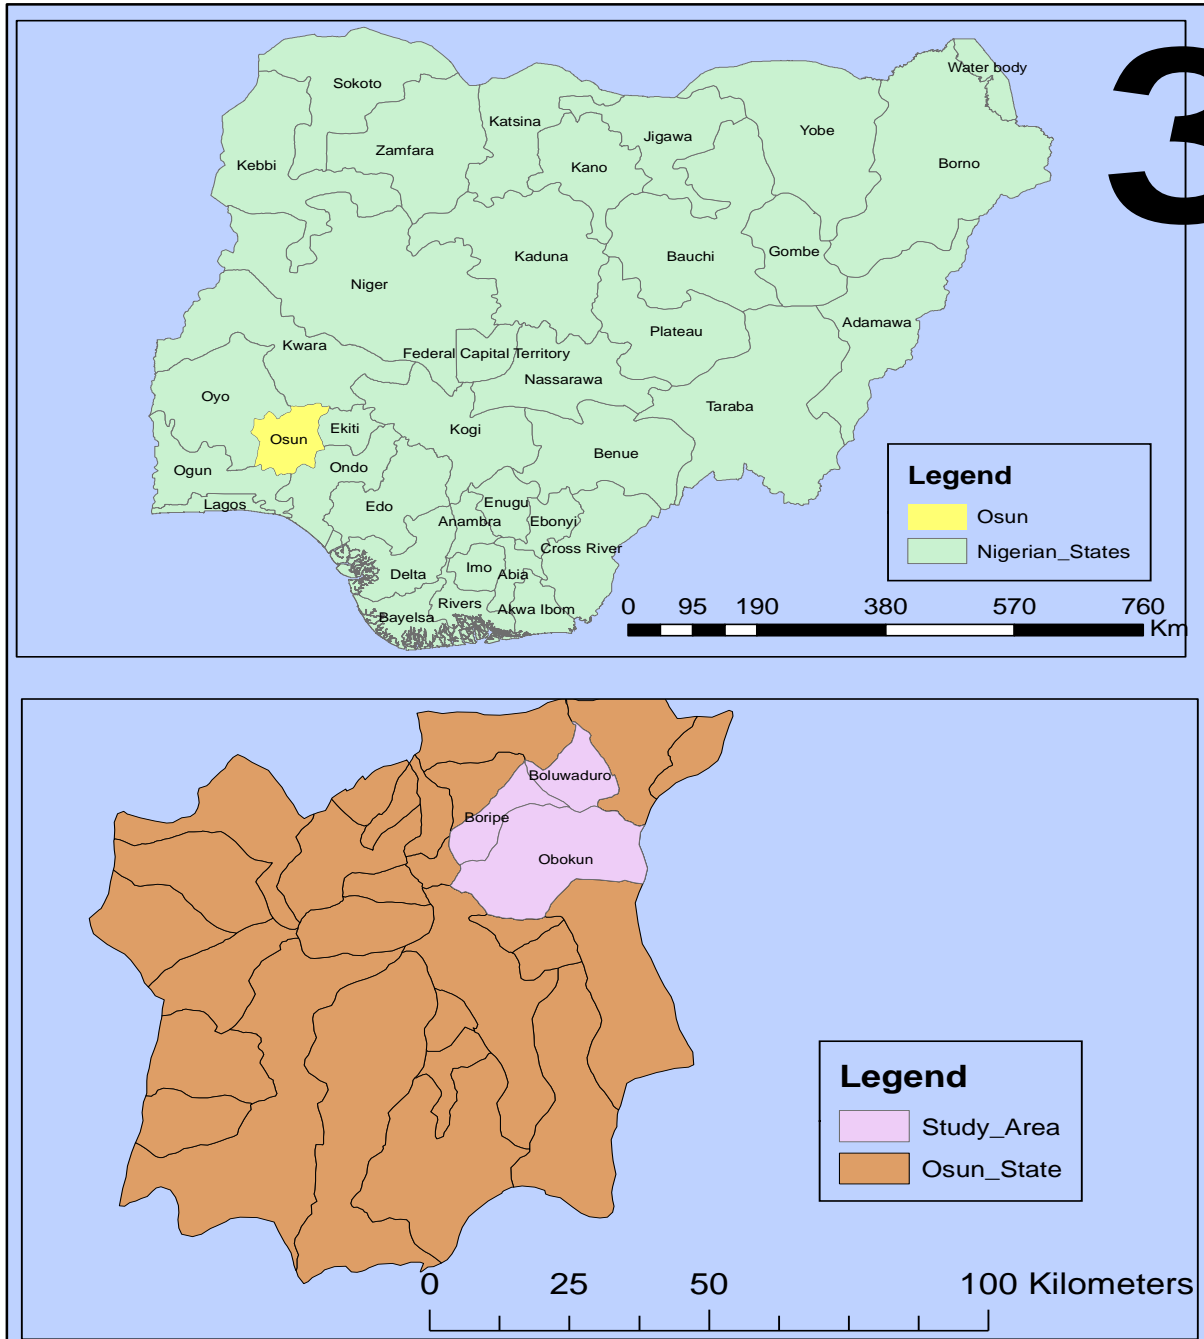 3
Water body
Sokoto
Katsina
Yobe
Jigawa
Zamfara
Kebbi
Kano
Borno
Kaduna
Bauchi
Gombe
Niger
Adamawa
Plateau
Kwara
Federal Capital Territory
Nassarawa
Oyo
Taraba
Osun
Ekiti
Kogi
Benue
Ogun
Ondo
Lagos
Edo
Enugu
Anambra
Ebonyi
Cross River
Delta
Imo
Abia
Rivers
Akwa Ibom
Bayelsa
Legend
Osun
Nigerian_States
0 95 190 380 570 760
Km
Boluwaduro
Boripe
Obokun
Legend
Study_Area
Osun_State
0 25 50 100 Kilometers